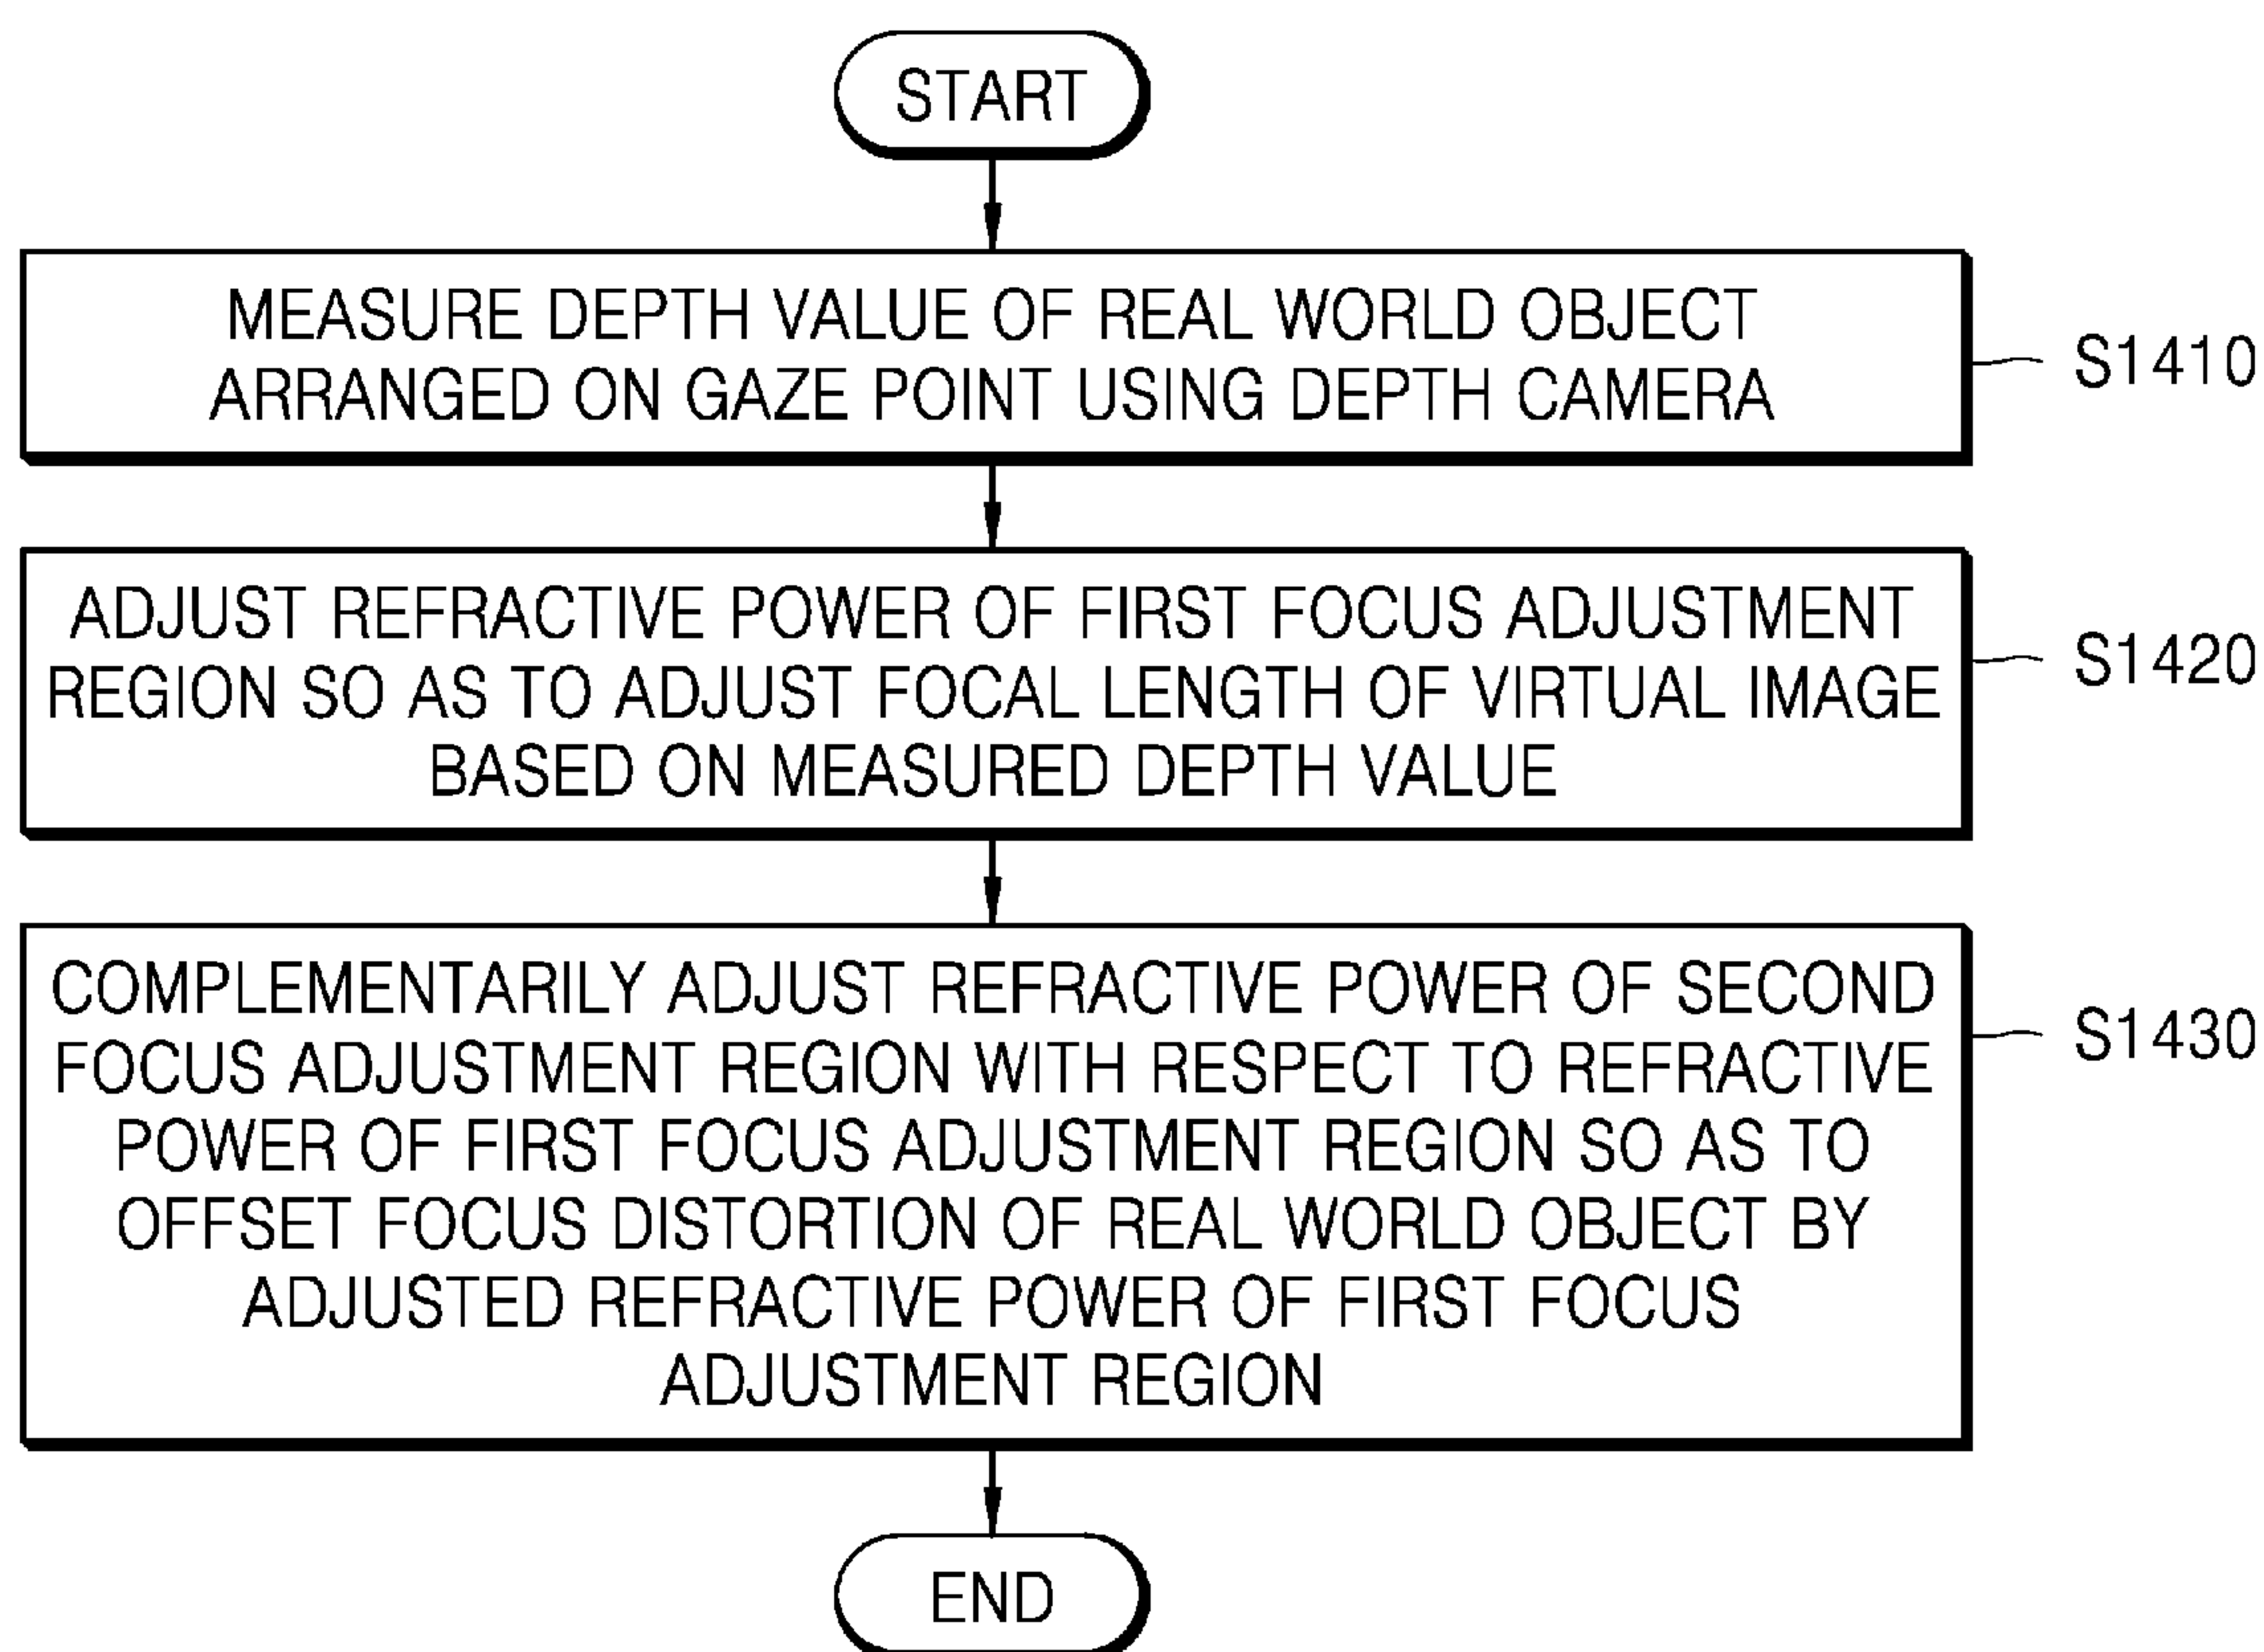 START
MEASURE DEPTH VALUE OF REAL WORLD OBJECT
ARRANGED ON GAZE POINT USING DEPTH CAMERA
S1410
ADJUST REFRACTIVE POWER OF FIRST FOCUS ADJUSTMENT
REGION SO AS TO ADJUST FOCAL LENGTH OF VIRTUAL IMAGE
BASED ON MEASURED DEPTH VALUE
S1420
COMPLEMENTARILY ADJUST REFRACTIVE POWER OF SECOND
FOCUS ADJUSTMENT REGION WITH RESPECT TO REFRACTIVE
POWER OF FIRST FOCUS ADJUSTMENT REGION SO AS TO
OFFSET FOCUS DISTORTION OF REAL WORLD OBJECT BY
ADJUSTED REFRACTIVE POWER OF FIRST FOCUS
ADJUSTMENT REGION
S1430
END